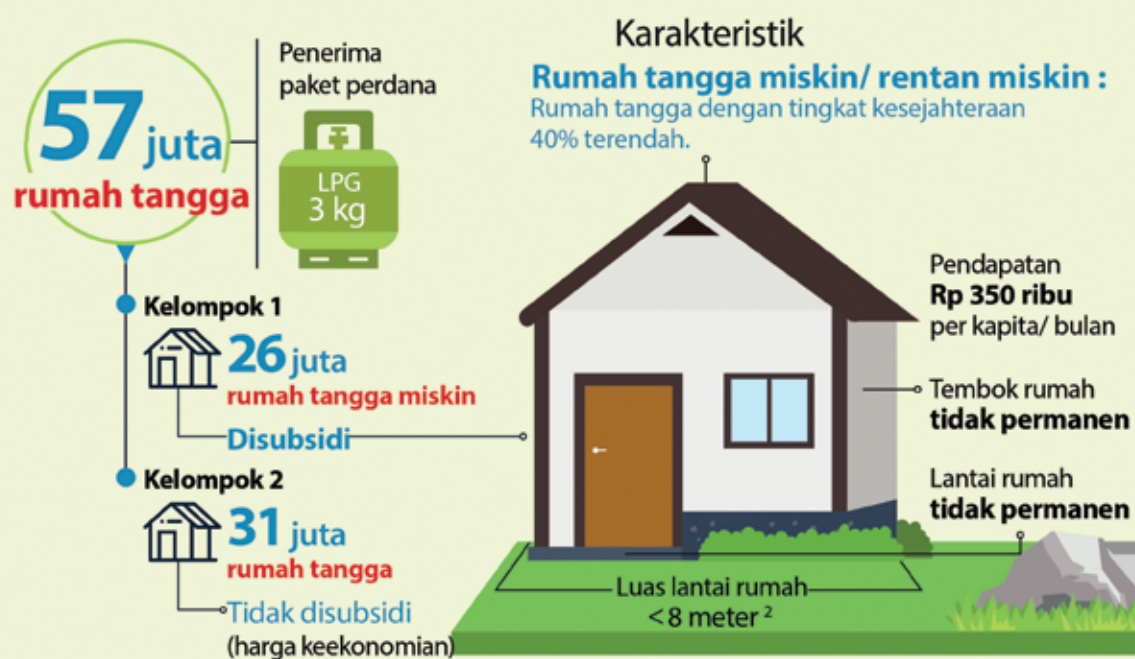 57 juta
rumah tangga
Penerima
paket perdana
LPG
3 kg
Kelompok 1
26 juta
rumah tangga miskin
Disubsidi
Kelompok 2
31 juta
rumah tangga
Tidak disubsidi
(harga keekonomian)
Karakteristik
Rumah tangga miskin/ rentan miskin :
Rumah tangga dengan tingkat kesejahteraan
40% terendah.
Pendapatan
Rp 350 ribu
per kapita/ bulan
Tembok rumah
tidak permanen
Lantai rumah
tidak permanen
Luas lantai rumah
< 8 meter ²